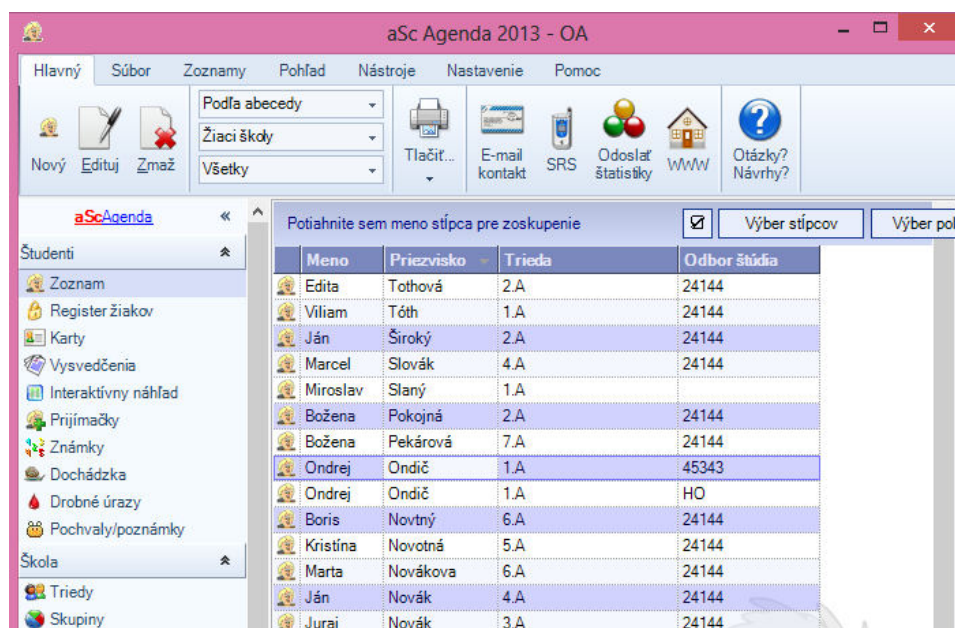 aSc Agenda 2013 - OA
Hlavný Súbor Zoznamy Pohľad Nástroje Nastavenie Pomoc
Nový Edituj Zmaž
Podľa abecedy
Žiaci školy
Všetky
Tlačiť...
E-mail kontakt
SRS
Odoslať štatistiky
WWW
Otázky? Návrhy?
aScAgenda «
Študenti
Zoznam
Register žiakov
Karty
Vysvedčenia
Interaktívny náhľad
Prijímačky
Známky
Dochádzka
Drobné úrazy
Pochvaly/poznámky
Škola
Triedy
Skupiny
Potiahnite sem meno stĺpca pre zoskupenie
Výber stĺpcov
Výber pol
Meno Priezvisko Trieda Odbor štúdia
Edita Tothová 2.A 24144
Viliam Tóth 1.A 24144
Ján Široký 2.A 24144
Marcel Slovák 4.A 24144
Miroslav Slaný 1.A
Božena Pokojná 2.A 24144
Božena Pekárová 7.A 24144
Ondrej Ondič 1.A 45343
Ondrej Ondič 1.A HO
Boris Novtný 6.A 24144
Kristína Novotná 5.A 24144
Marta Novákova 6.A 24144
Ján Novák 4.A 24144
Juraj Novák 3.A 24144